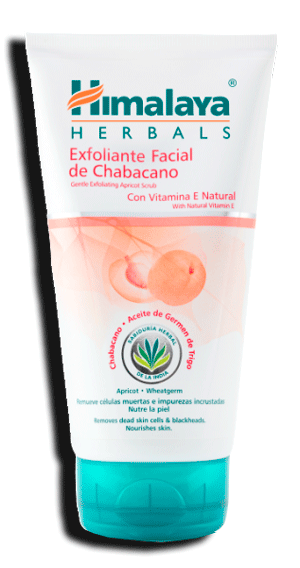 Himalaya®
HERBALS
Exfoliante Facial
de Chabacano
Gentle Exfoliating Apricot Scrub
Con Vitamina E Natural
With Natural Vitamin E
Chabacano • Aceite de Germen de Trigo
SABIDURÍA HERBAL
DE LA INDIA
Apricot • Wheatgerm
Remueve células muertas e impurezas incrustadas
Nutre la piel
Removes dead skin cells & blackheads.
Nourishes skin.